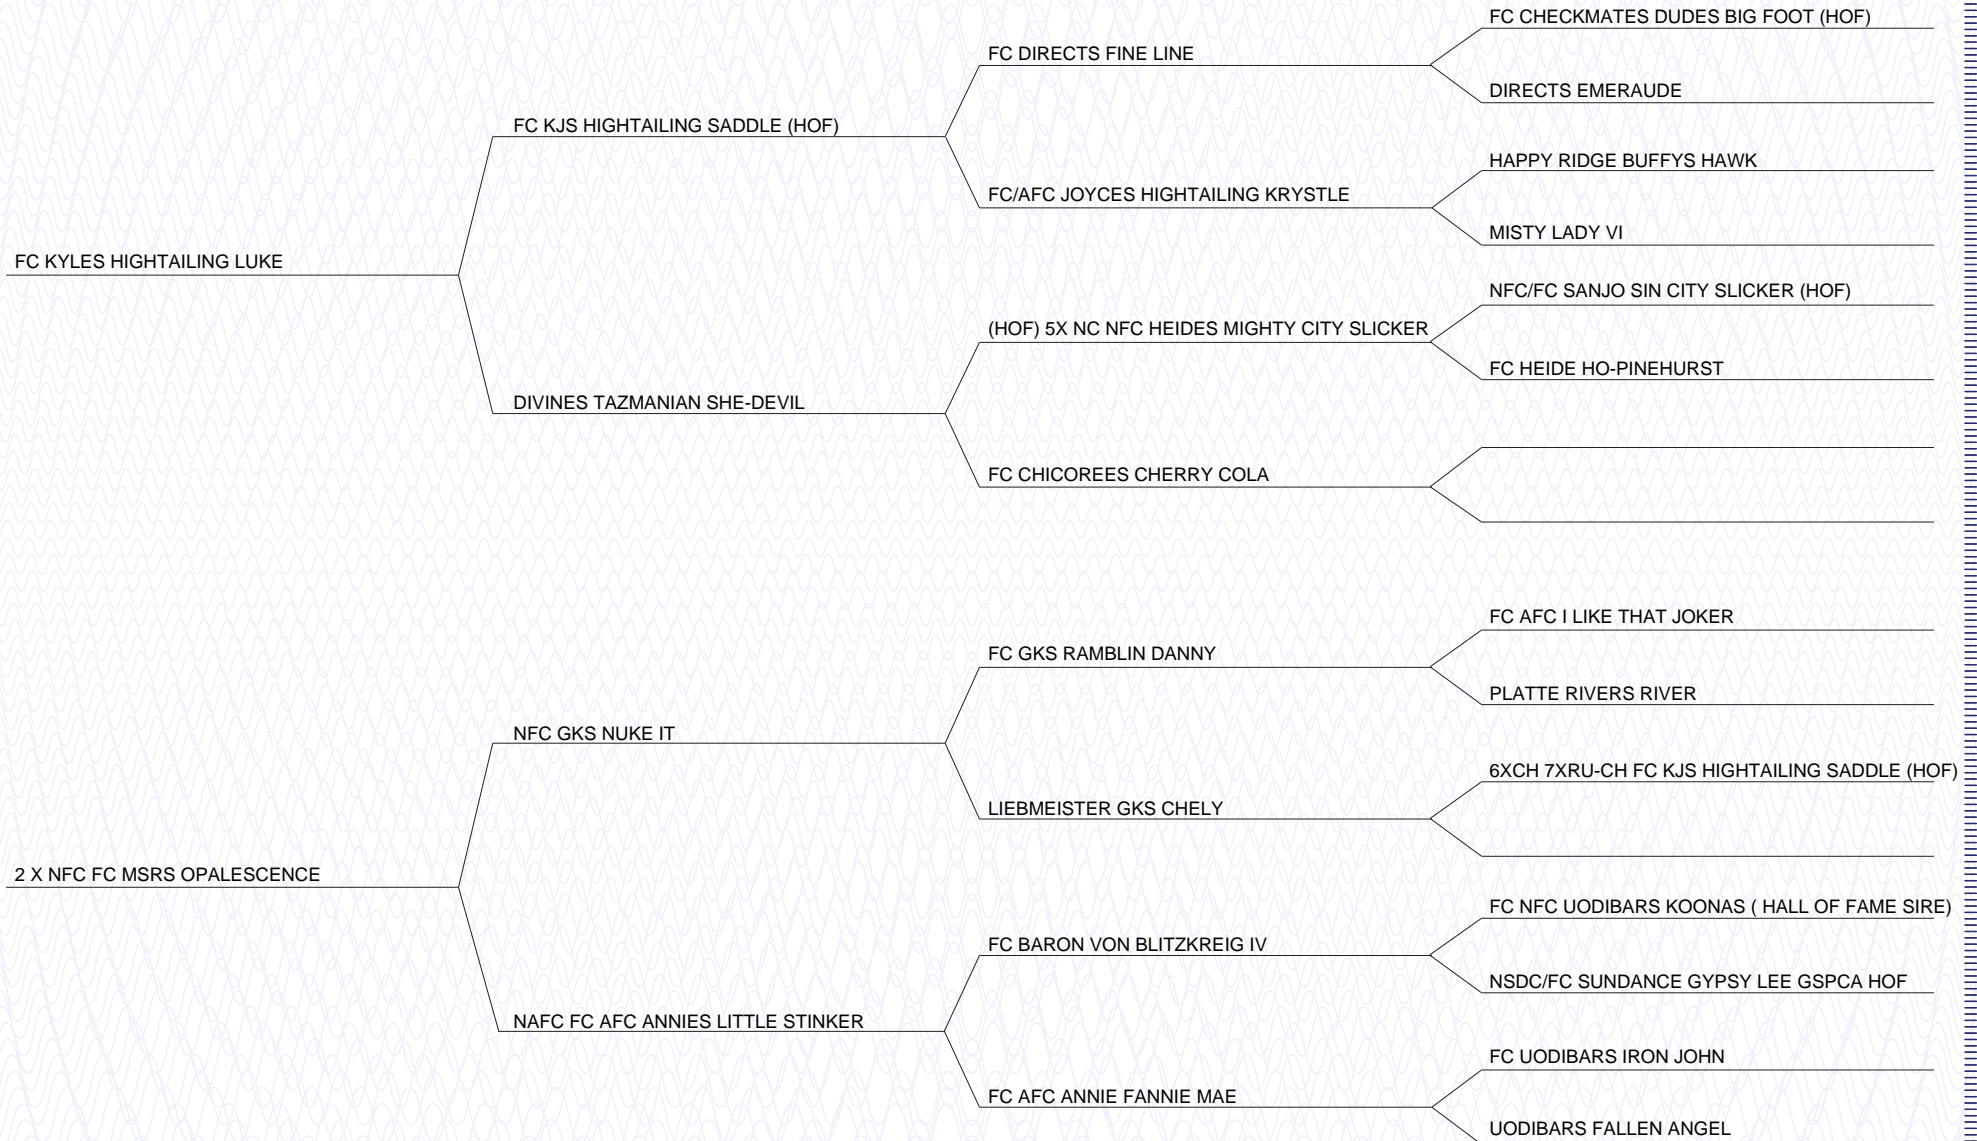 FC CHECKMATES DUDES BIG FOOT (HOF)
FC DIRECTS FINE LINE
DIRECTS EMERAUDE
FC KJS HIGHTAILING SADDLE (HOF)
HAPPY RIDGE BUFFYS HAWK
FC/AFC JOYCES HIGHTAILING KRYSTLE
MISTY LADY VI
FC KYLES HIGHTAILING LUKE
NFC/FC SANJO SIN CITY SLICKER (HOF)
(HOF) 5X NC NFC HEIDES MIGHTY CITY SLICKER
FC HEIDE HO-PINEHURST
DIVINES TAZMANIAN SHE-DEVIL
FC CHICOREES CHERRY COLA
FC AFC I LIKE THAT JOKER
FC GKS RAMBLIN DANNY
PLATTE RIVERS RIVER
NFC GKS NUKE IT
6XCH 7XRU-CH FC KJS HIGHTAILING SADDLE (HOF)
LIEBMEISTER GKS CHELY
2 X NFC FC MSRS OPALESCENCE
FC NFC UODIBARS KOONAS ( HALL OF FAME SIRE)
FC BARON VON BLITZKREIG IV
NSDC/FC SUNDANCE GYPSY LEE GSPCA HOF
NAFC FC AFC ANNIES LITTLE STINKER
FC UODIBARS IRON JOHN
FC AFC ANNIE FANNIE MAE
UODIBARS FALLEN ANGEL